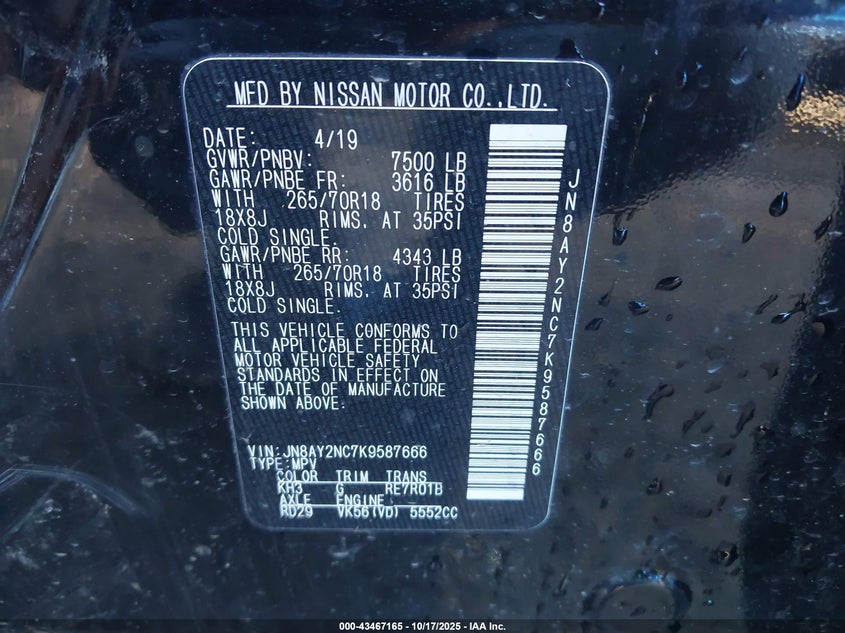 MFD BY NISSAN MOTOR CO.,LTD.
DATE: 4/19
GVWR/PNBV: 7500 LB
GAWR/PNBE FR: 3616 LB
WITH 265/70R18 TIRES
18X8J RIMS. AT 35PSI
COLD SINGLE.
GAWR/PNBE RR: 4343 LB
WITH 265/70R18 TIRES
18X8J RIMS. AT 35PSI
COLD SINGLE.
THIS VEHICLE CONFORMS TO
ALL APPLICABLE FEDERAL
MOTOR VEHICLE SAFETY
STANDARDS IN EFFECT ON
THE DATE OF MANUFACTURE
SHOWN ABOVE.
VIN:JN8AY2NC7K9587666
TYPE:MPV
COLOR TRIM TRANS
KH3 G RE7R01B
AXLE ENGINE
RD29 VK56(VD) 5552CC
JN8AY2NC7K9587666
000-43467165 - 10/17/2025 - IAA Inc.